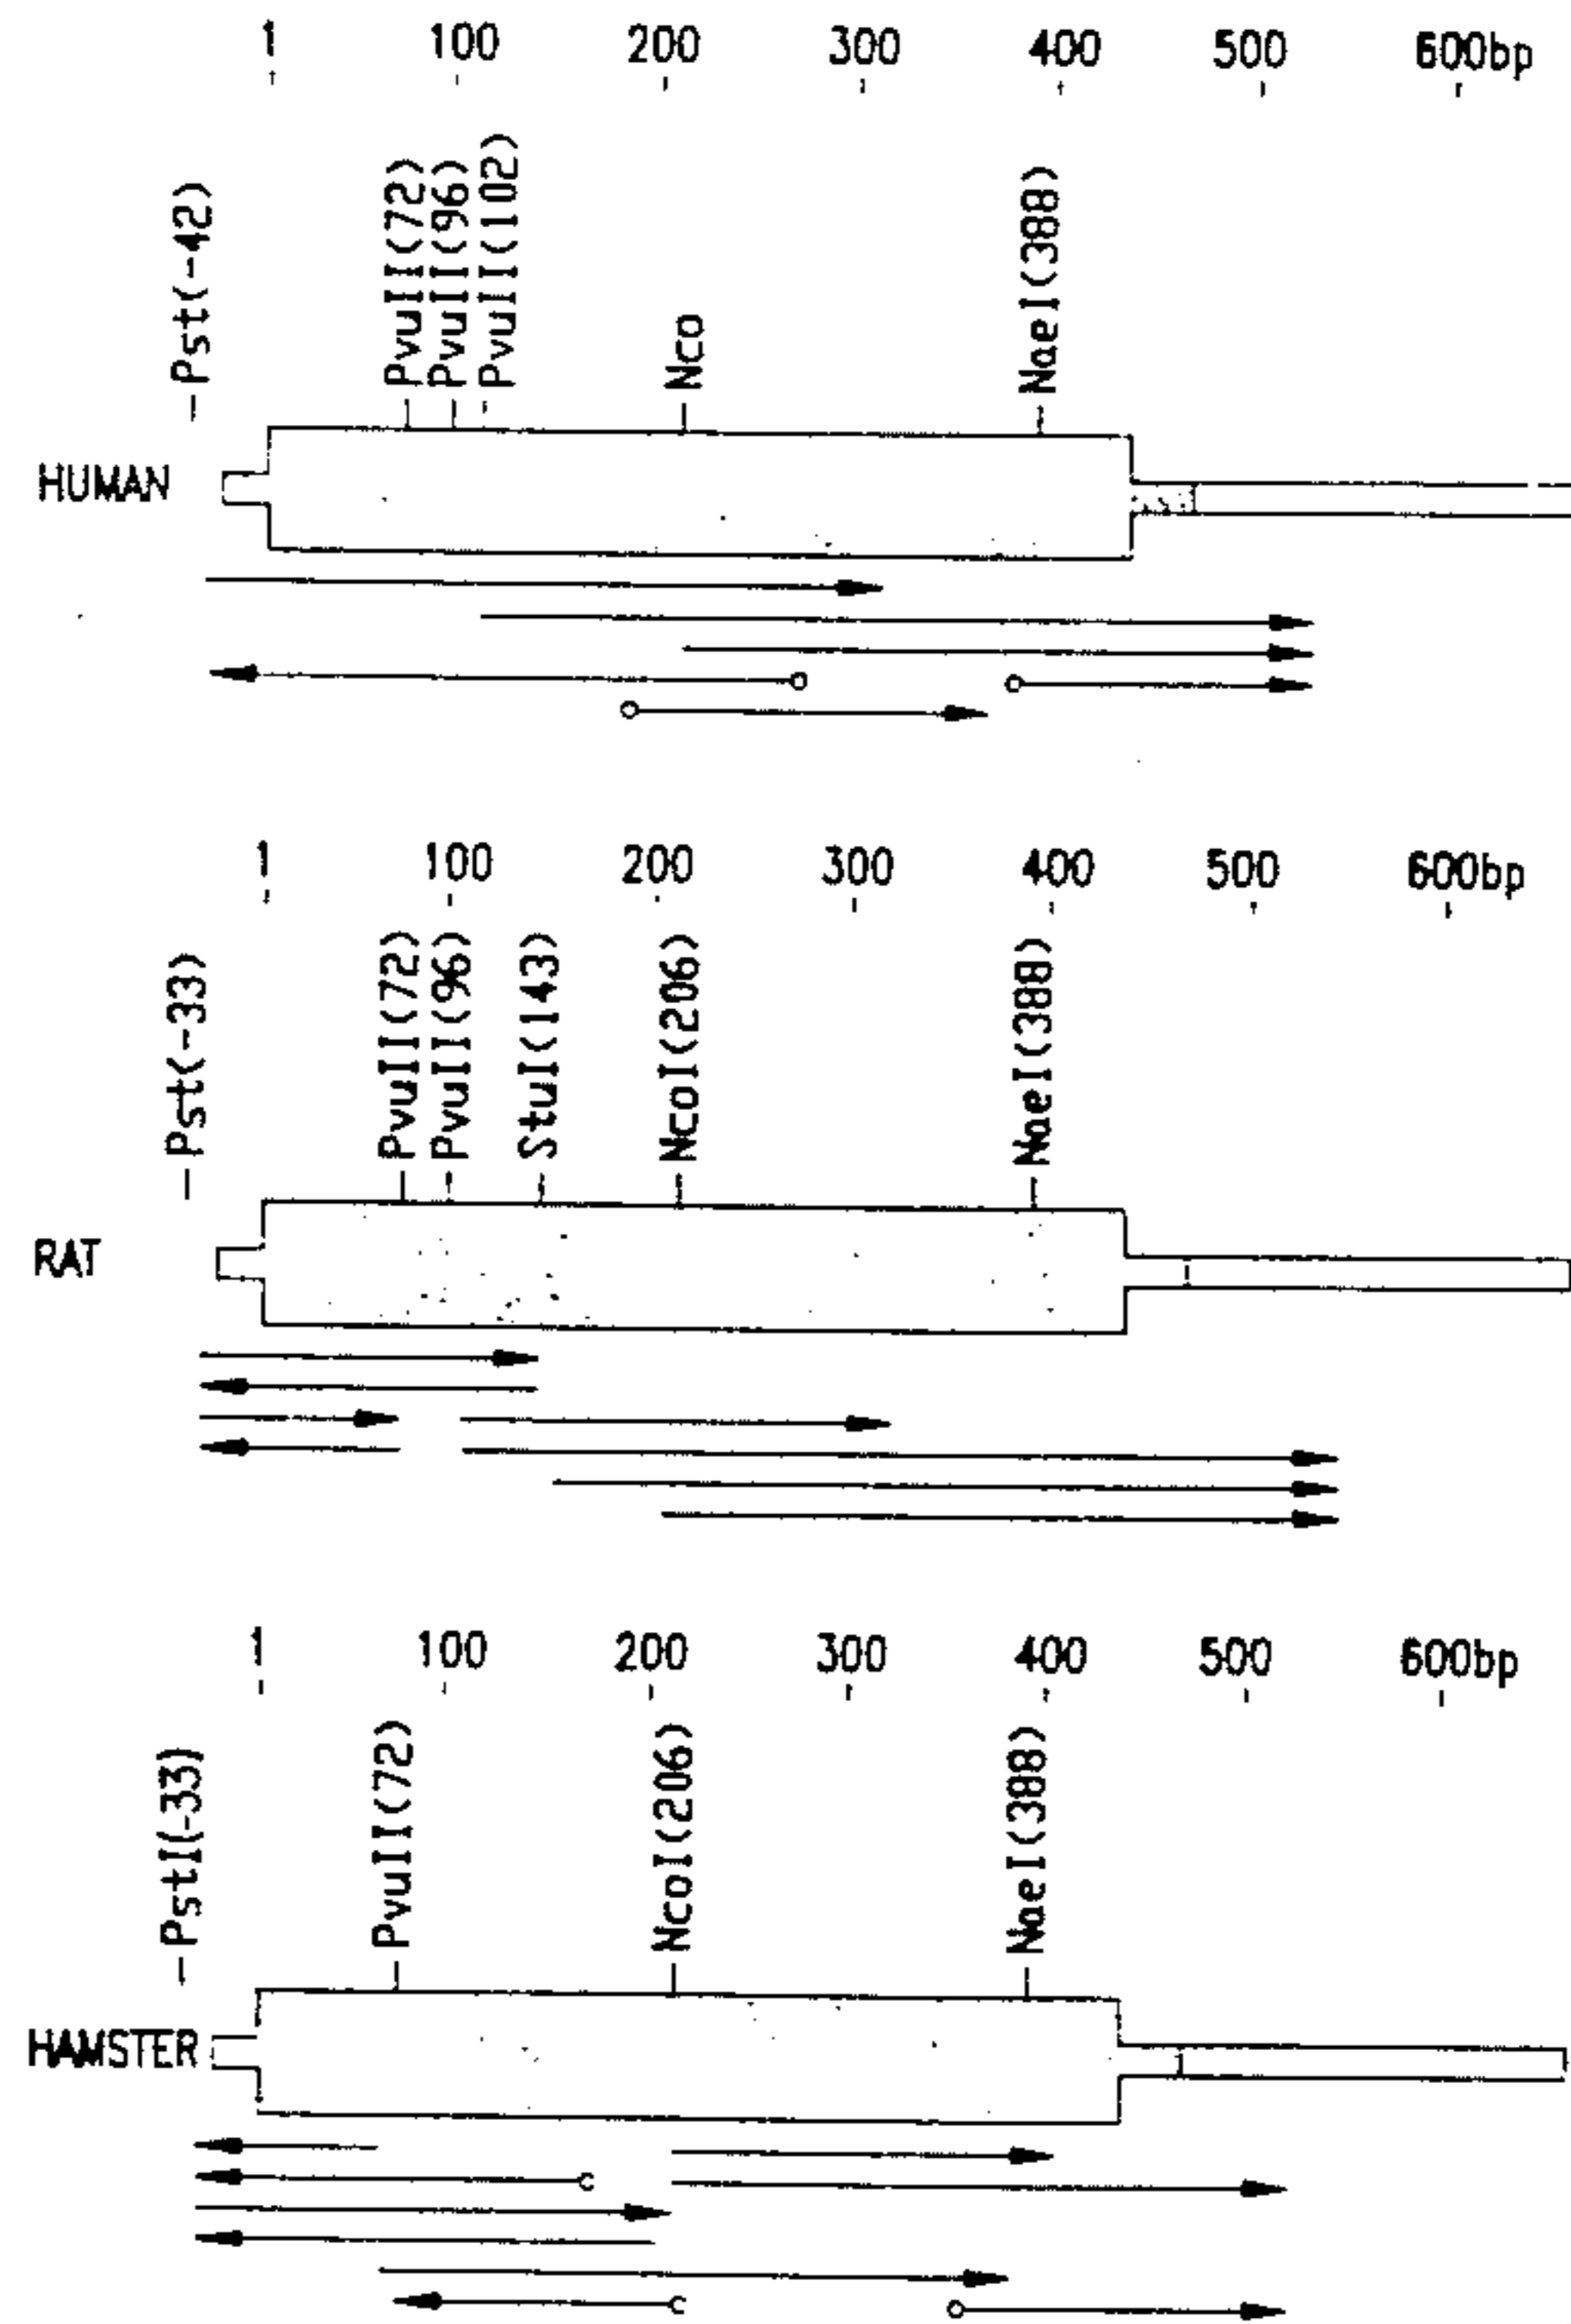 1 100 200 300 400 500 600bp
Pst(-42)
PvuII(72)
PvuII(96)
PvuII(102)
Nco
NaeI(388)
HUMAN
1 100 200 300 400 500 600bp
Pst(-33)
PvuII(72)
PvuII(96)
StuI(143)
NcoI(206)
NaeI(388)
RAT
1 100 200 300 400 500 600bp
PstI(-33)
PvuII(72)
NcoI(206)
NaeI(388)
HAMSTER